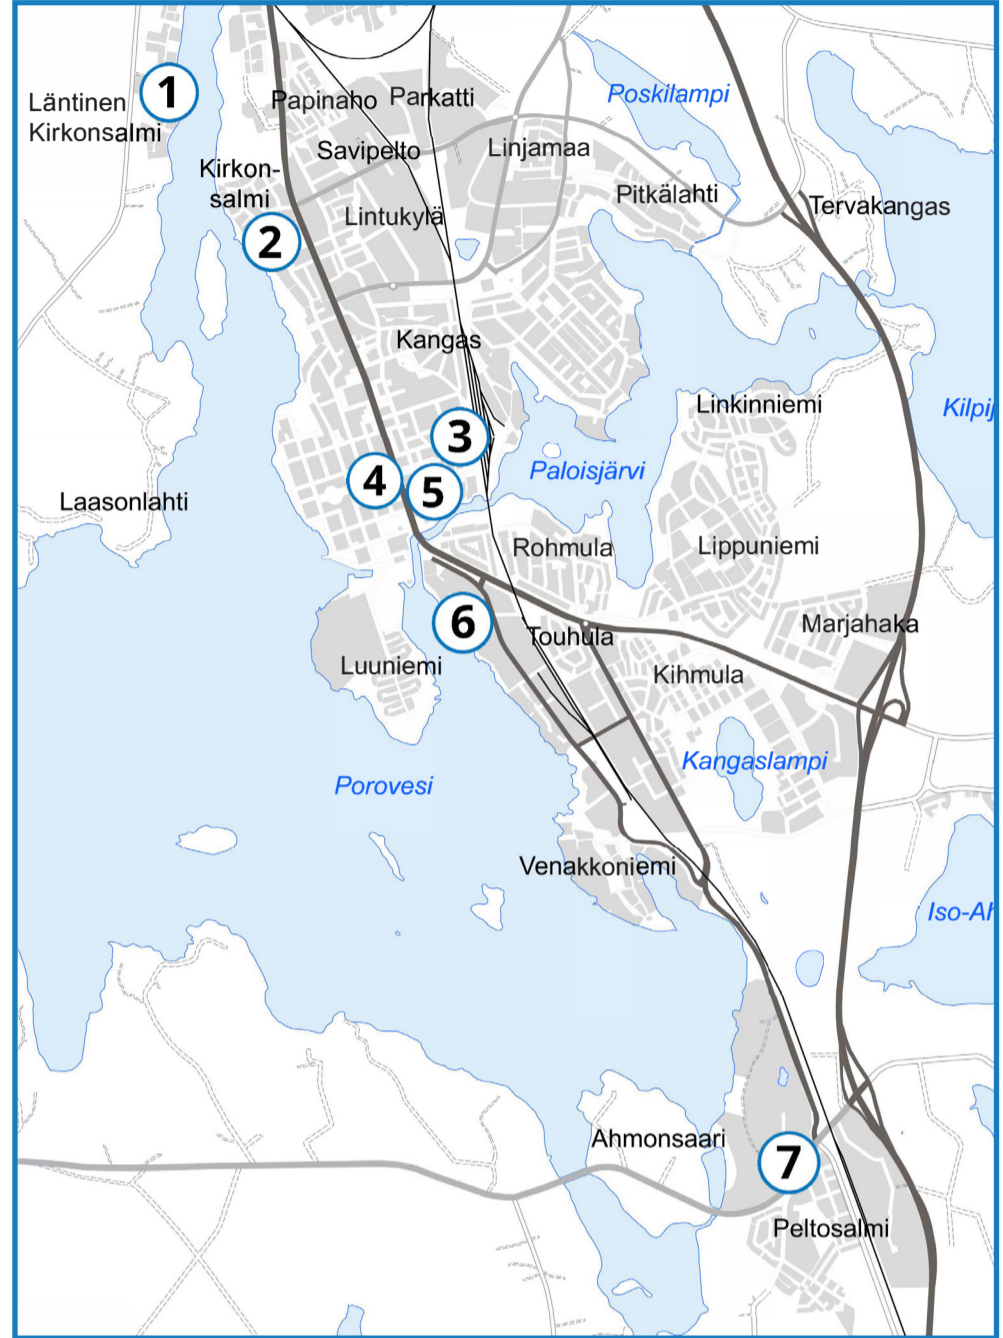 1
Läntinen
Kirkonsalmi
Papinaho
Parkatti
Poskilampi
Savipelto
Linjamaa
Kirkon-
salmi
Pitkälahti
Tervakangas
Lintukylä
2
Kangas
Linkinniemi
Kilpij
3
Paloisjärvi
4
5
Laasonlahti
Rohmula
Lippuniemi
6
Touhula
Marjahaka
Luuniemi
Kihmula
Kangaslampi
Porovesi
Venakkoniemi
Iso-Ah
Ahmonsaari
7
Peltosalmi